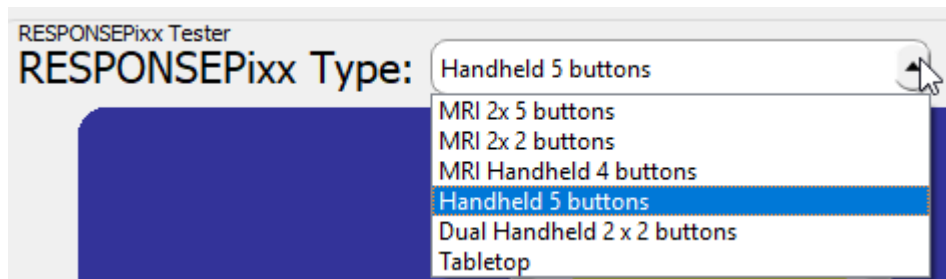 RESPONSEPixx Tester
RESPONSEPixx Type: Handheld 5 buttons
MRI 2x 5 buttons
MRI 2x 2 buttons
MRI Handheld 4 buttons
Handheld 5 buttons
Dual Handheld 2 x 2 buttons
Tabletop